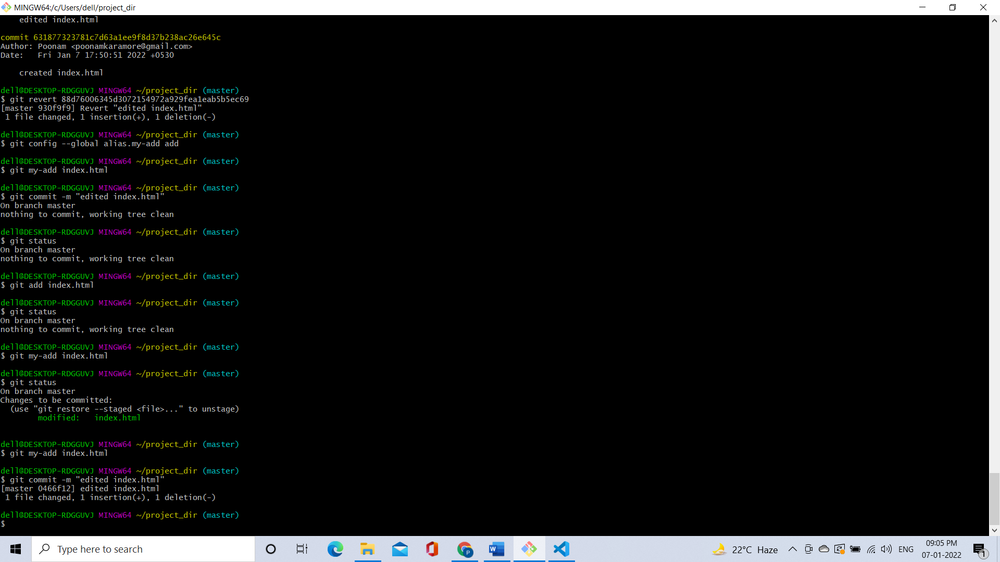 MINGW64:/c/Users/dell/project_dir
    edited index.html

commit 631877323781c7d63a1ee9f8d37b238ac26e645c
Author: Poonam <poonamkaramore@gmail.com>
Date:   Fri Jan 7 17:50:51 2022 +0530

    created index.html

dell@DESKTOP-RDGGUVJ MINGW64 ~/project_dir (master)
$ git revert 88d76006345d3072154972a929fea1eab5b5ec69
[master 930f9f9] Revert "edited index.html"
 1 file changed, 1 insertion(+), 1 deletion(-)

dell@DESKTOP-RDGGUVJ MINGW64 ~/project_dir (master)
$ git config --global alias.my-add add

dell@DESKTOP-RDGGUVJ MINGW64 ~/project_dir (master)
$ git my-add index.html

dell@DESKTOP-RDGGUVJ MINGW64 ~/project_dir (master)
$ git commit -m "edited index.html"
On branch master
nothing to commit, working tree clean

dell@DESKTOP-RDGGUVJ MINGW64 ~/project_dir (master)
$ git status
On branch master
nothing to commit, working tree clean

dell@DESKTOP-RDGGUVJ MINGW64 ~/project_dir (master)
$ git add index.html

dell@DESKTOP-RDGGUVJ MINGW64 ~/project_dir (master)
$ git status
On branch master
nothing to commit, working tree clean

dell@DESKTOP-RDGGUVJ MINGW64 ~/project_dir (master)
$ git my-add index.html

dell@DESKTOP-RDGGUVJ MINGW64 ~/project_dir (master)
$ git status
On branch master
Changes to be committed:
  (use "git restore --staged <file>..." to unstage)
        modified:   index.html


dell@DESKTOP-RDGGUVJ MINGW64 ~/project_dir (master)
$ git my-add index.html

dell@DESKTOP-RDGGUVJ MINGW64 ~/project_dir (master)
$ git commit -m "edited index.html"
[master 0466f12] edited index.html
 1 file changed, 1 insertion(+), 1 deletion(-)

dell@DESKTOP-RDGGUVJ MINGW64 ~/project_dir (master)
$
Type here to search
P
W
22°C Haze
ENG
09:05 PM
07-01-2022
1